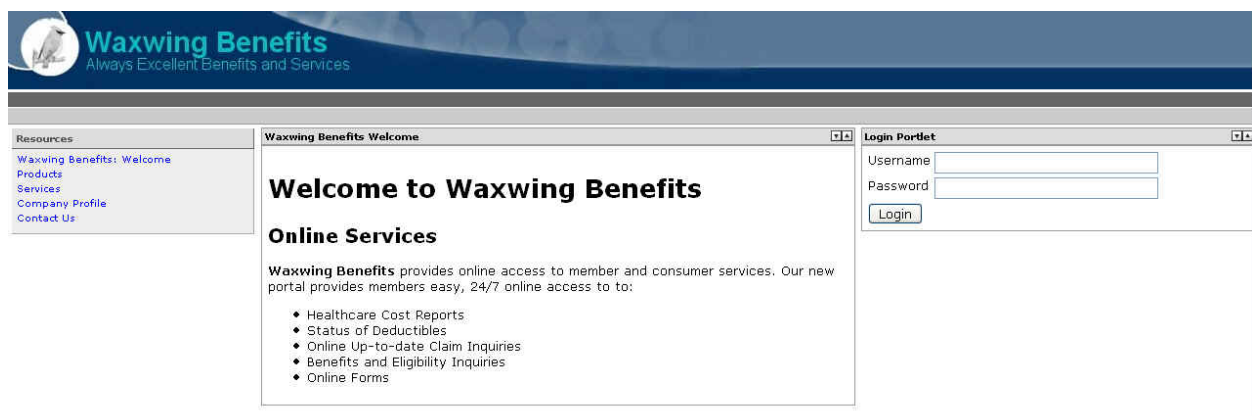 Waxwing Benefits
Always Excellent Benefits and Services
Resources
Waxwing Benefits: Welcome
Products
Services
Company Profile
Contact Us
Waxwing Benefits Welcome
Welcome to Waxwing Benefits
Online Services
Waxwing Benefits provides online access to member and consumer services. Our new
portal provides members easy, 24/7 online access to to:
• Healthcare Cost Reports
• Status of Deductibles
• Online Up-to-date Claim Inquiries
• Benefits and Eligibility Inquiries
• Online Forms
Login Portlet
Username
Password
Login